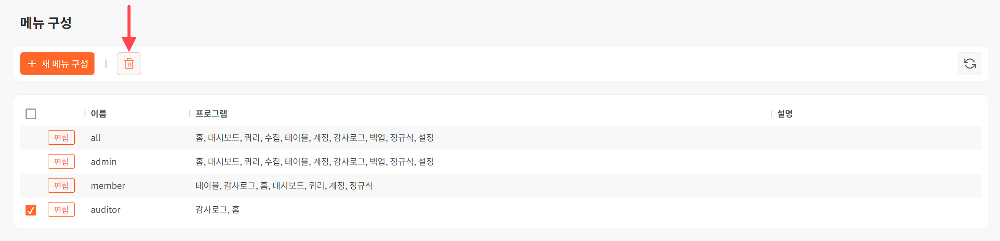 메뉴 구성
+ 새 메뉴 구성
이름 프로그램 설명
편집 all 홈, 대시보드, 쿼리, 수집, 테이블, 계정, 감사로그, 백업, 정규식, 설정
편집 admin 홈, 대시보드, 쿼리, 수집, 테이블, 계정, 감사로그, 백업, 정규식, 설정
편집 member 테이블, 감사로그, 홈, 대시보드, 쿼리, 계정, 정규식
편집 auditor 감사로그, 홈